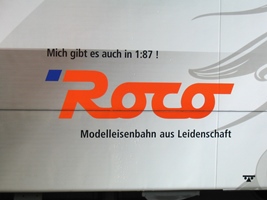 Mich gibt es auch in 1:87 !
Roco
Modelleisenbahn aus Leidenschaft